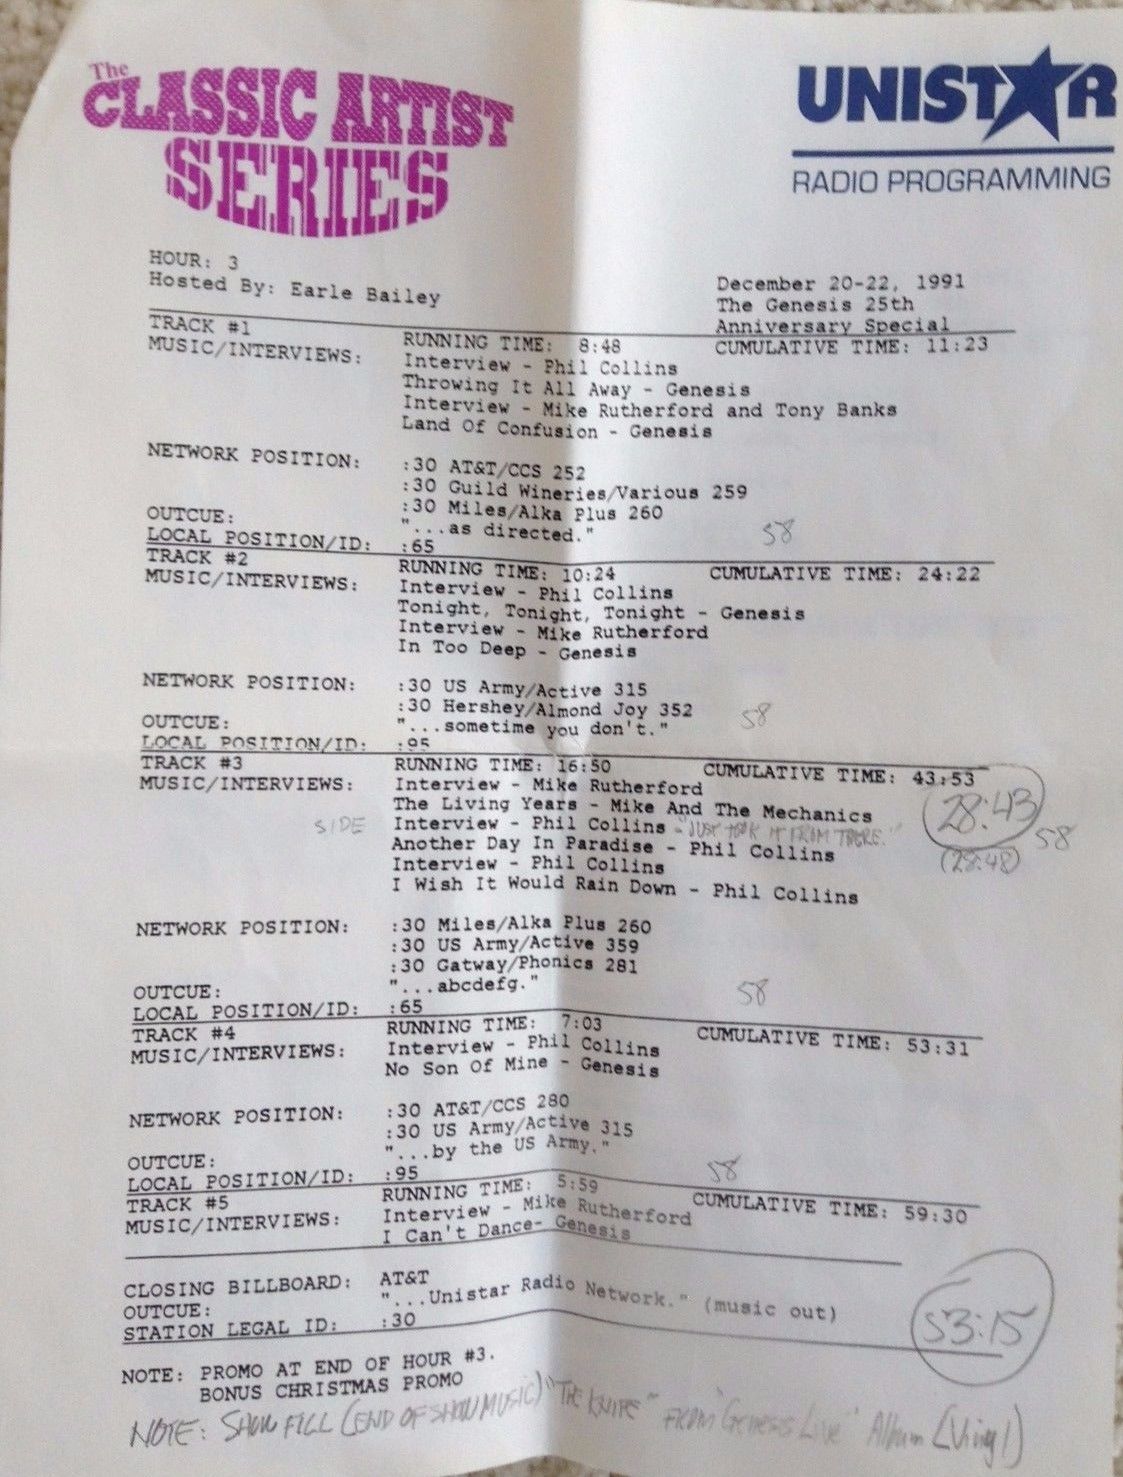 The
CLASSIC ARTIST
SERIES
UNISTAR
RADIO PROGRAMMING
HOUR: 3
Hosted By: Earle Bailey
December 20-22, 1991
The Genesis 25th
Anniversary Special
TRACK #1 RUNNING TIME: 8:48 CUMULATIVE TIME: 11:23
MUSIC/INTERVIEWS: Interview - Phil Collins
Throwing It All Away - Genesis
Interview - Mike Rutherford and Tony Banks
Land Of Confusion - Genesis
NETWORK POSITION: :30 AT&T/CCS 252
:30 Guild Wineries/Various 259
:30 Miles/Alka Plus 260
OUTCUE: "...as directed." 58
LOCAL POSITION/ID: :65
TRACK #2 RUNNING TIME: 10:24 CUMULATIVE TIME: 24:22
MUSIC/INTERVIEWS: Interview - Phil Collins
Tonight, Tonight, Tonight - Genesis
Interview - Mike Rutherford
In Too Deep - Genesis
NETWORK POSITION: :30 US Army/Active 315
:30 Hershey/Almond Joy 352
OUTCUE: "...sometime you don't." 58
LOCAL POSITION/ID: :95
TRACK #3 RUNNING TIME: 16:50 CUMULATIVE TIME: 43:53
MUSIC/INTERVIEWS: Interview - Mike Rutherford
The Living Years - Mike And The Mechanics 28:43
SIDE Interview - Phil Collins - "JUST TOOK IT FROM THERE." 58
Another Day In Paradise - Phil Collins (28:48)
Interview - Phil Collins
I Wish It Would Rain Down - Phil Collins
NETWORK POSITION: :30 Miles/Alka Plus 260
:30 US Army/Active 359
:30 Gatway/Phonics 281
OUTCUE: "...abcdefg." 58
LOCAL POSITION/ID: :65
TRACK #4 RUNNING TIME: 7:03 CUMULATIVE TIME: 53:31
MUSIC/INTERVIEWS: Interview - Phil Collins
No Son Of Mine - Genesis
NETWORK POSITION: :30 AT&T/CCS 280
:30 US Army/Active 315
OUTCUE: "...by the US Army." 58
LOCAL POSITION/ID: :95
TRACK #5 RUNNING TIME: 5:59 CUMULATIVE TIME: 59:30
MUSIC/INTERVIEWS: Interview - Mike Rutherford
I Can't Dance- Genesis
CLOSING BILLBOARD: AT&T
OUTCUE: "...Unistar Radio Network." (music out) 53:15
STATION LEGAL ID: :30
NOTE: PROMO AT END OF HOUR #3.
BONUS CHRISTMAS PROMO
NOTE: SHOW FILL (END OF SHOW MUSIC) "THE KNIFE" FROM "Genesis Live" Album (Vinyl)